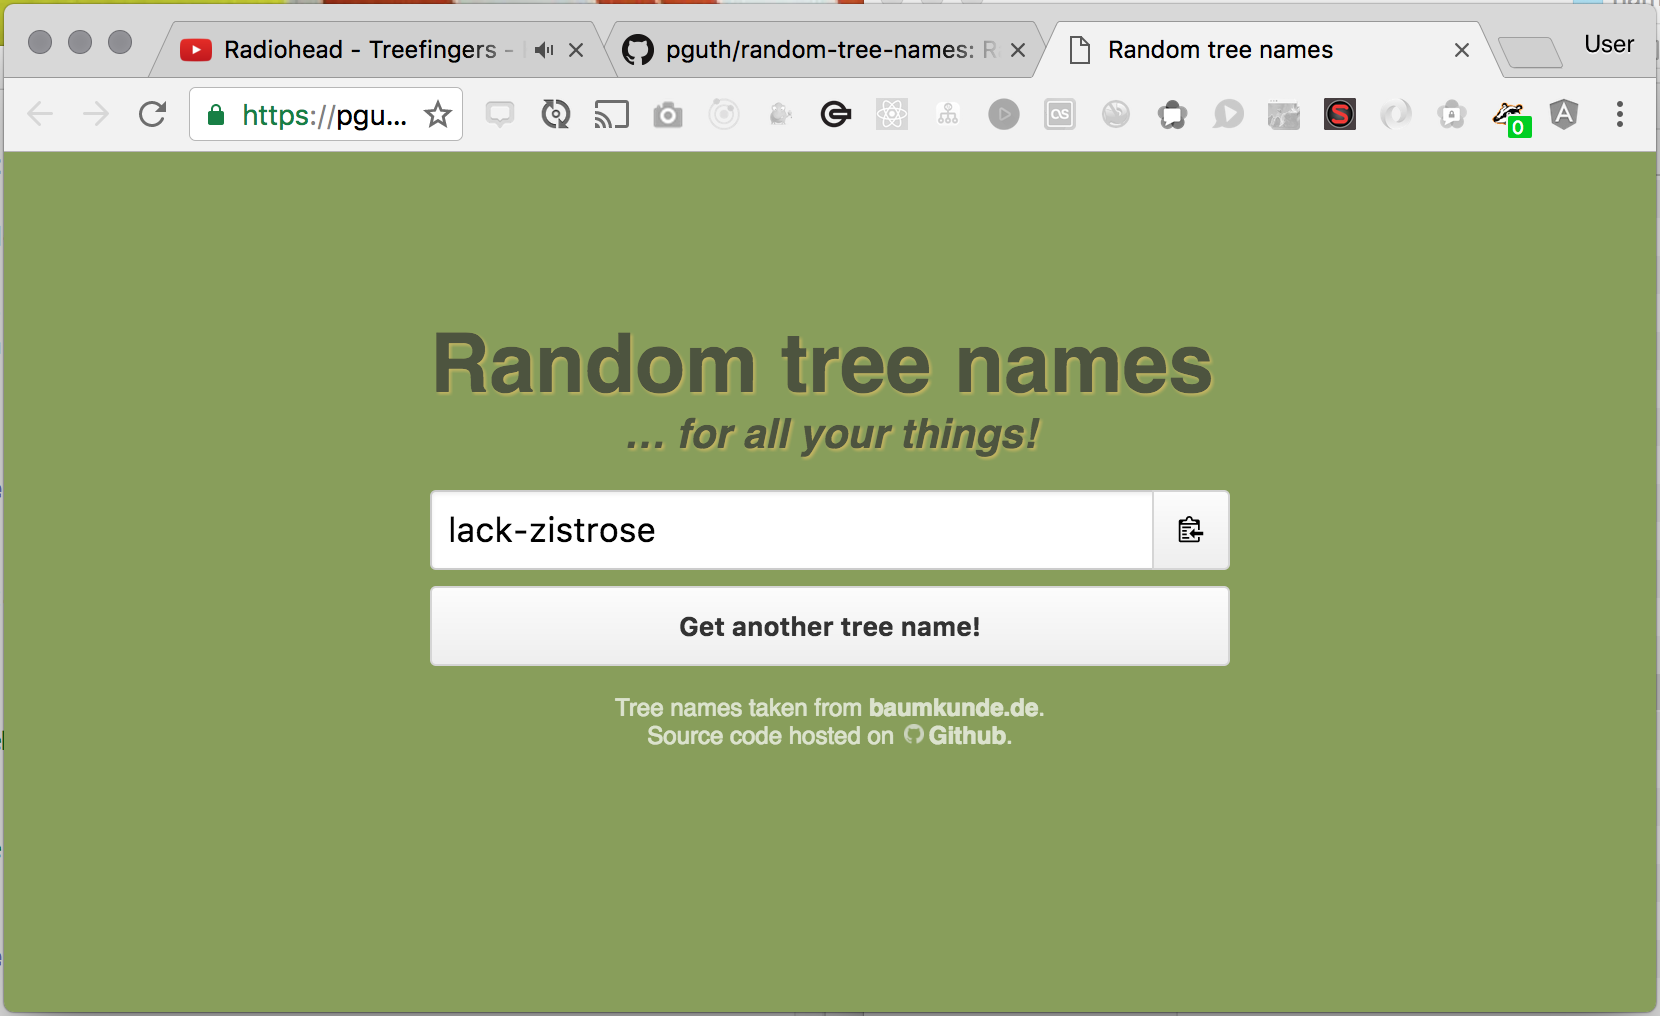 Radiohead - Treefingers -
pguth/random-tree-names: R
Random tree names
User
https://pgu...
OS
S
0
A
Random tree names
... for all your things!
lack-zistrose
Get another tree name!
Tree names taken from baumkunde.de.
Source code hosted on Github.